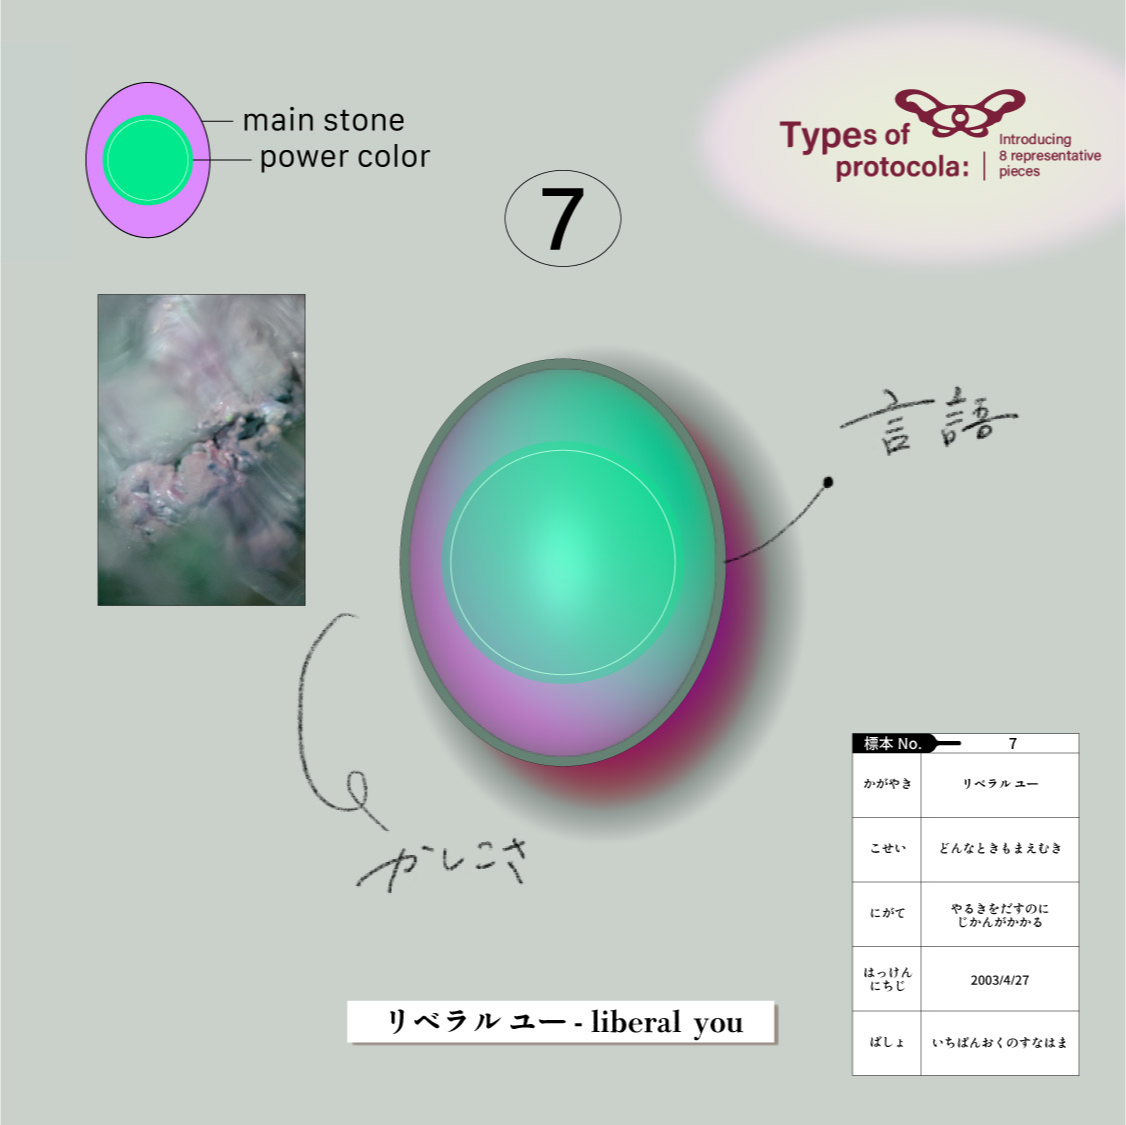 main stone
power color
Types of
protocola:
Introducing
8 representative
pieces
7
言語
かしこさ
標本 No. 7
かがやき リベラル ユー
こせい どんなときもまえむき
にがて やるきをだすのに
じかんがかかる
はっけん
にちじ 2003/4/27
ばしょ いちばんおくのすなはま
リベラル ユー - liberal you